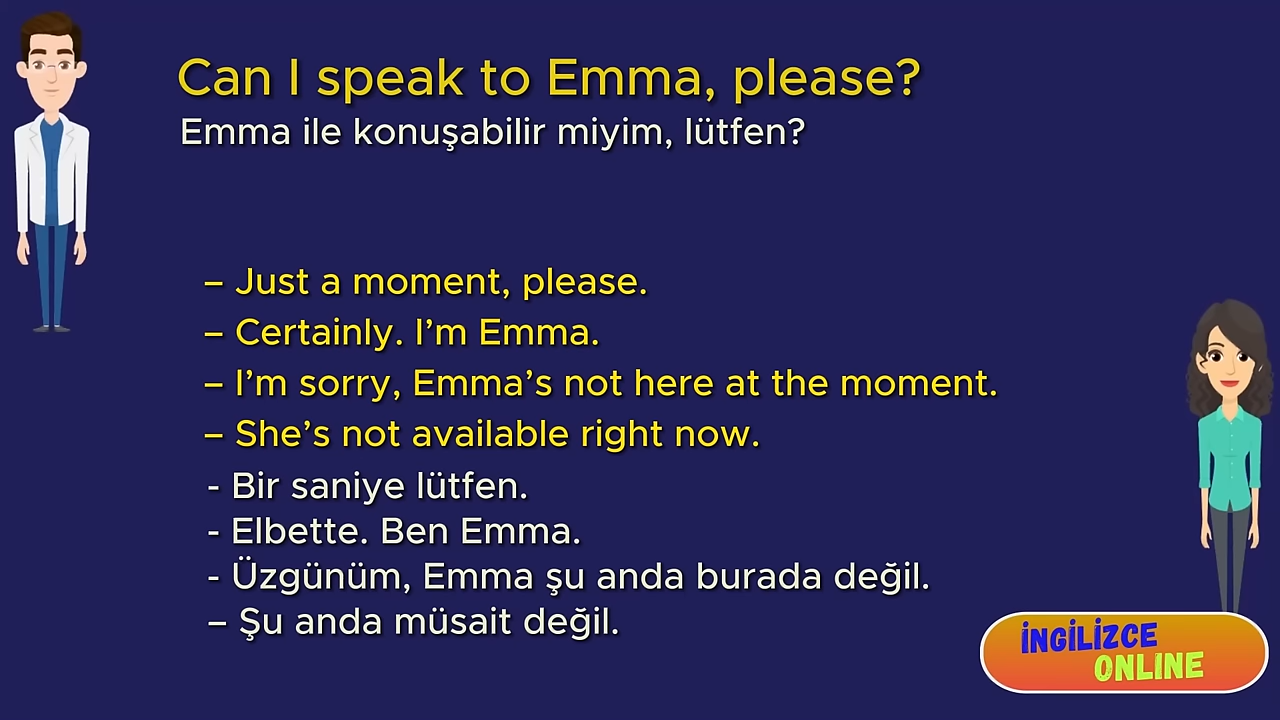 Can I speak to Emma, please?
Emma ile konuşabilir miyim, lütfen?
– Just a moment, please.
– Certainly. I’m Emma.
– I’m sorry, Emma’s not here at the moment.
– She’s not available right now.
- Bir saniye lütfen.
- Elbette. Ben Emma.
- Üzgünüm, Emma şu anda burada değil.
– Şu anda müsait değil.
İNGİLİZCE
ONLINE